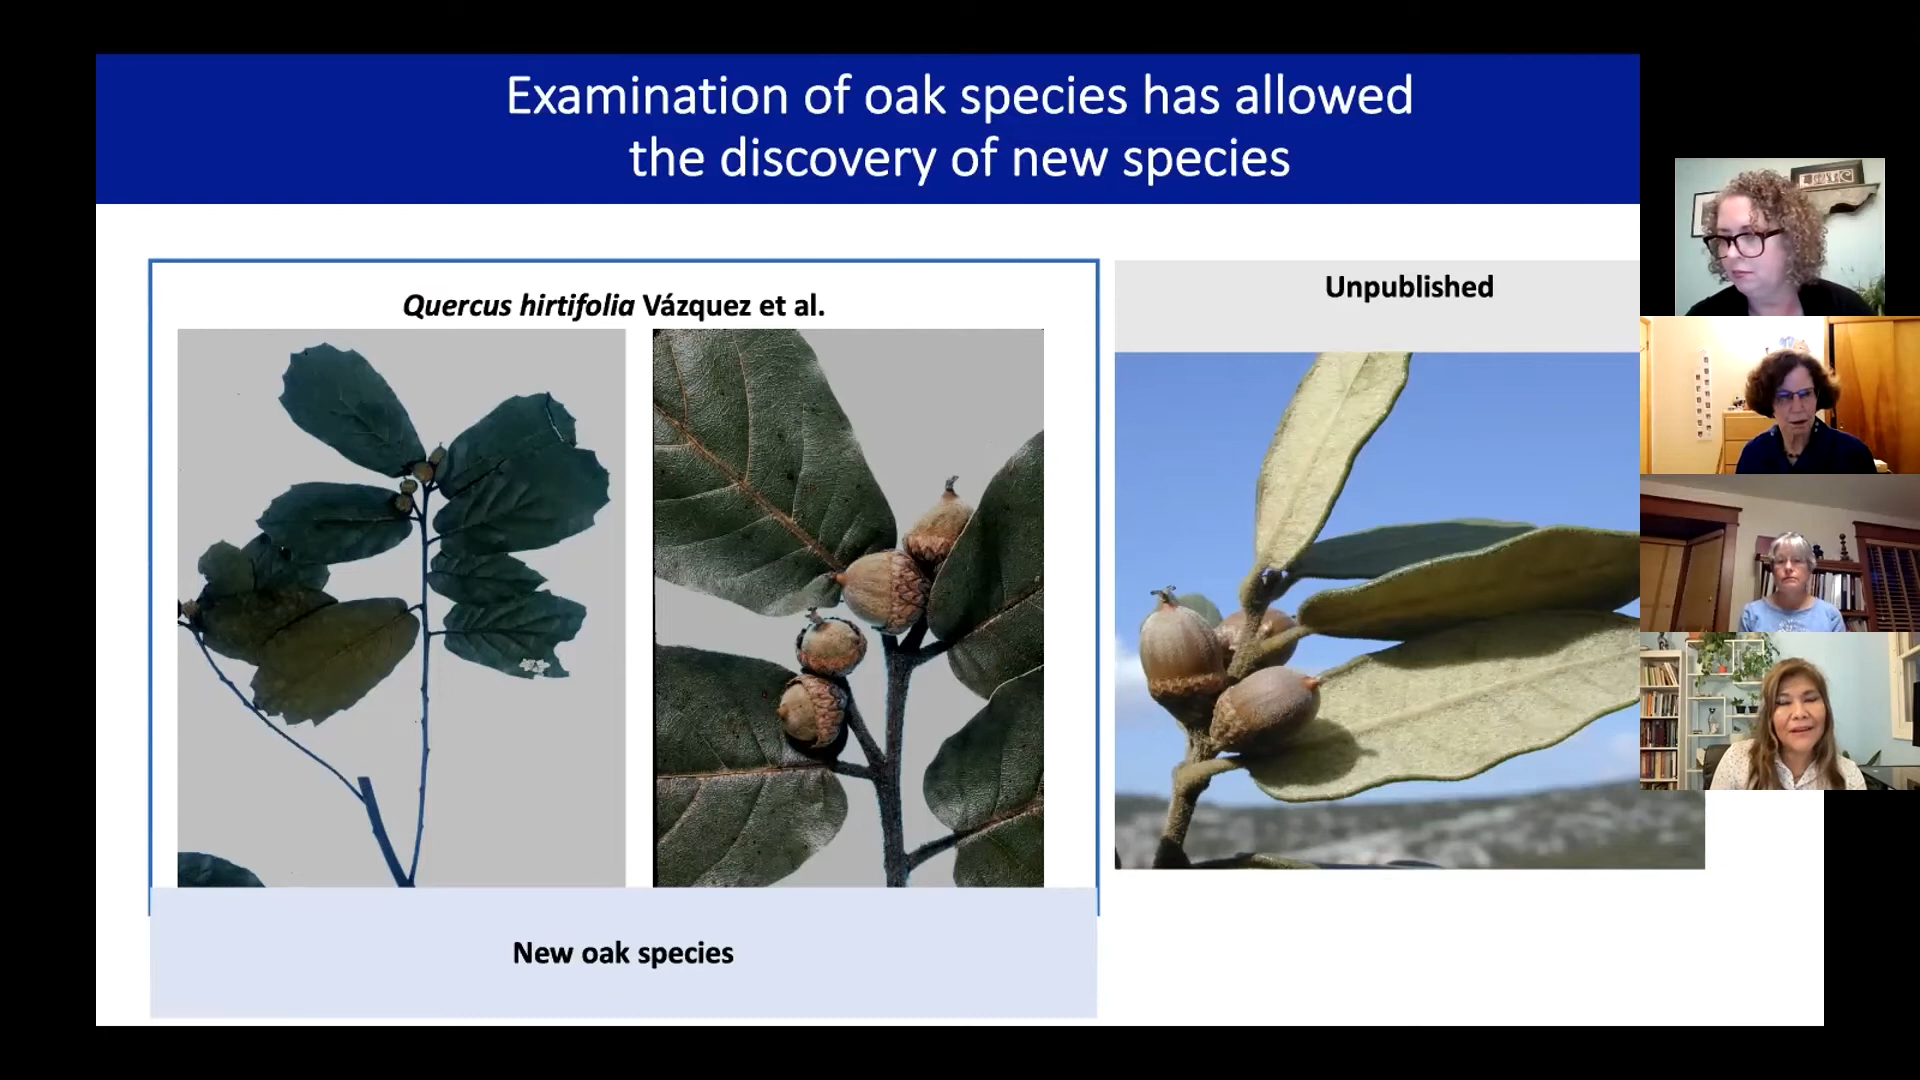 Examination of oak species has allowed
the discovery of new species
Quercus hirtifolia Vázquez et al.
Unpublished
New oak species